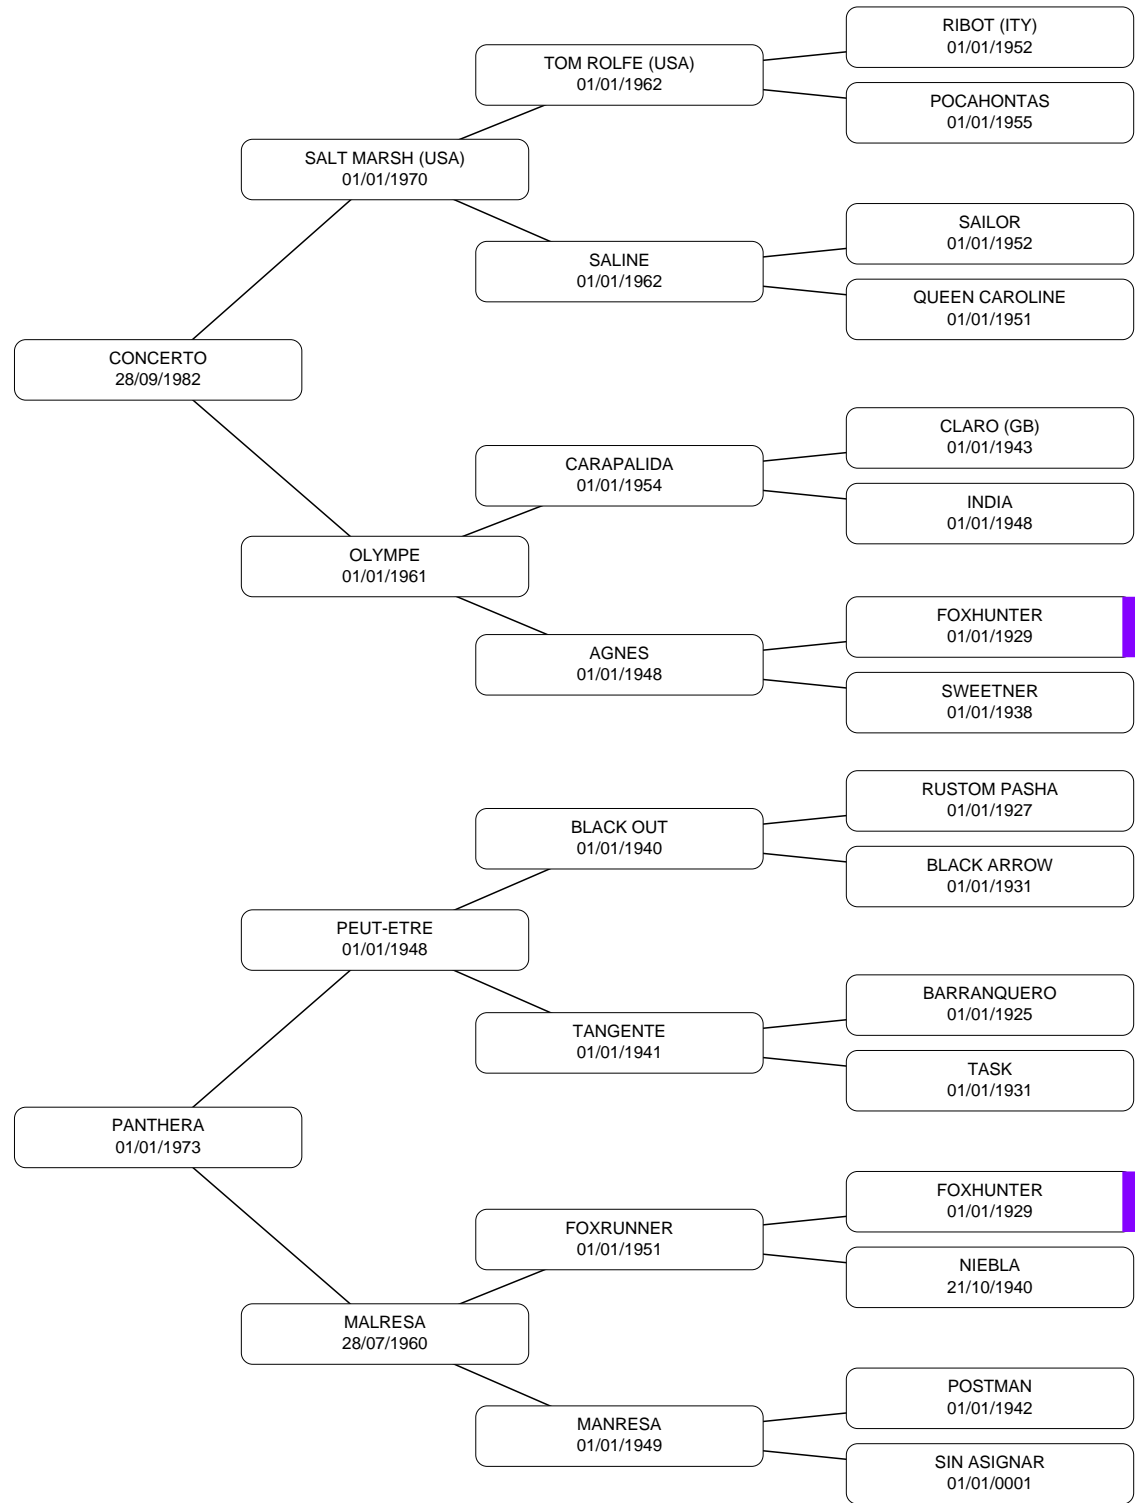 RIBOT (ITY)
01/01/1952
TOM ROLFE (USA)
01/01/1962
POCAHONTAS
01/01/1955
SALT MARSH (USA)
01/01/1970
SAILOR
01/01/1952
SALINE
01/01/1962
QUEEN CAROLINE
01/01/1951
CONCERTO
28/09/1982
CLARO (GB)
01/01/1943
CARAPALIDA
01/01/1954
INDIA
01/01/1948
OLYMPE
01/01/1961
FOXHUNTER
01/01/1929
AGNES
01/01/1948
SWEETNER
01/01/1938
RUSTOM PASHA
01/01/1927
BLACK OUT
01/01/1940
BLACK ARROW
01/01/1931
PEUT-ETRE
01/01/1948
BARRANQUERO
01/01/1925
TANGENTE
01/01/1941
TASK
01/01/1931
PANTHERA
01/01/1973
FOXHUNTER
01/01/1929
FOXRUNNER
01/01/1951
NIEBLA
21/10/1940
MALRESA
28/07/1960
POSTMAN
01/01/1942
MANRESA
01/01/1949
SIN ASIGNAR
01/01/0001